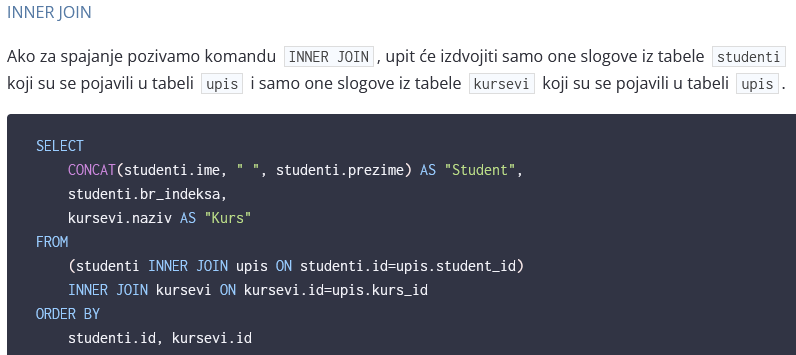 INNER JOIN
Ako za spajanje pozivamo komandu INNER JOIN, upit će izdvojiti samo one slogove iz tabele studenti
koji su se pojavili u tabeli upis i samo one slogove iz tabele kursevi koji su se pojavili u tabeli upis.
SELECT
    CONCAT(studenti.ime, " ", studenti.prezime) AS "Student",
    studenti.br_indeksa,
    kursevi.naziv AS "Kurs"
FROM
    (studenti INNER JOIN upis ON studenti.id=upis.student_id)
    INNER JOIN kursevi ON kursevi.id=upis.kurs_id
ORDER BY
    studenti.id, kursevi.id